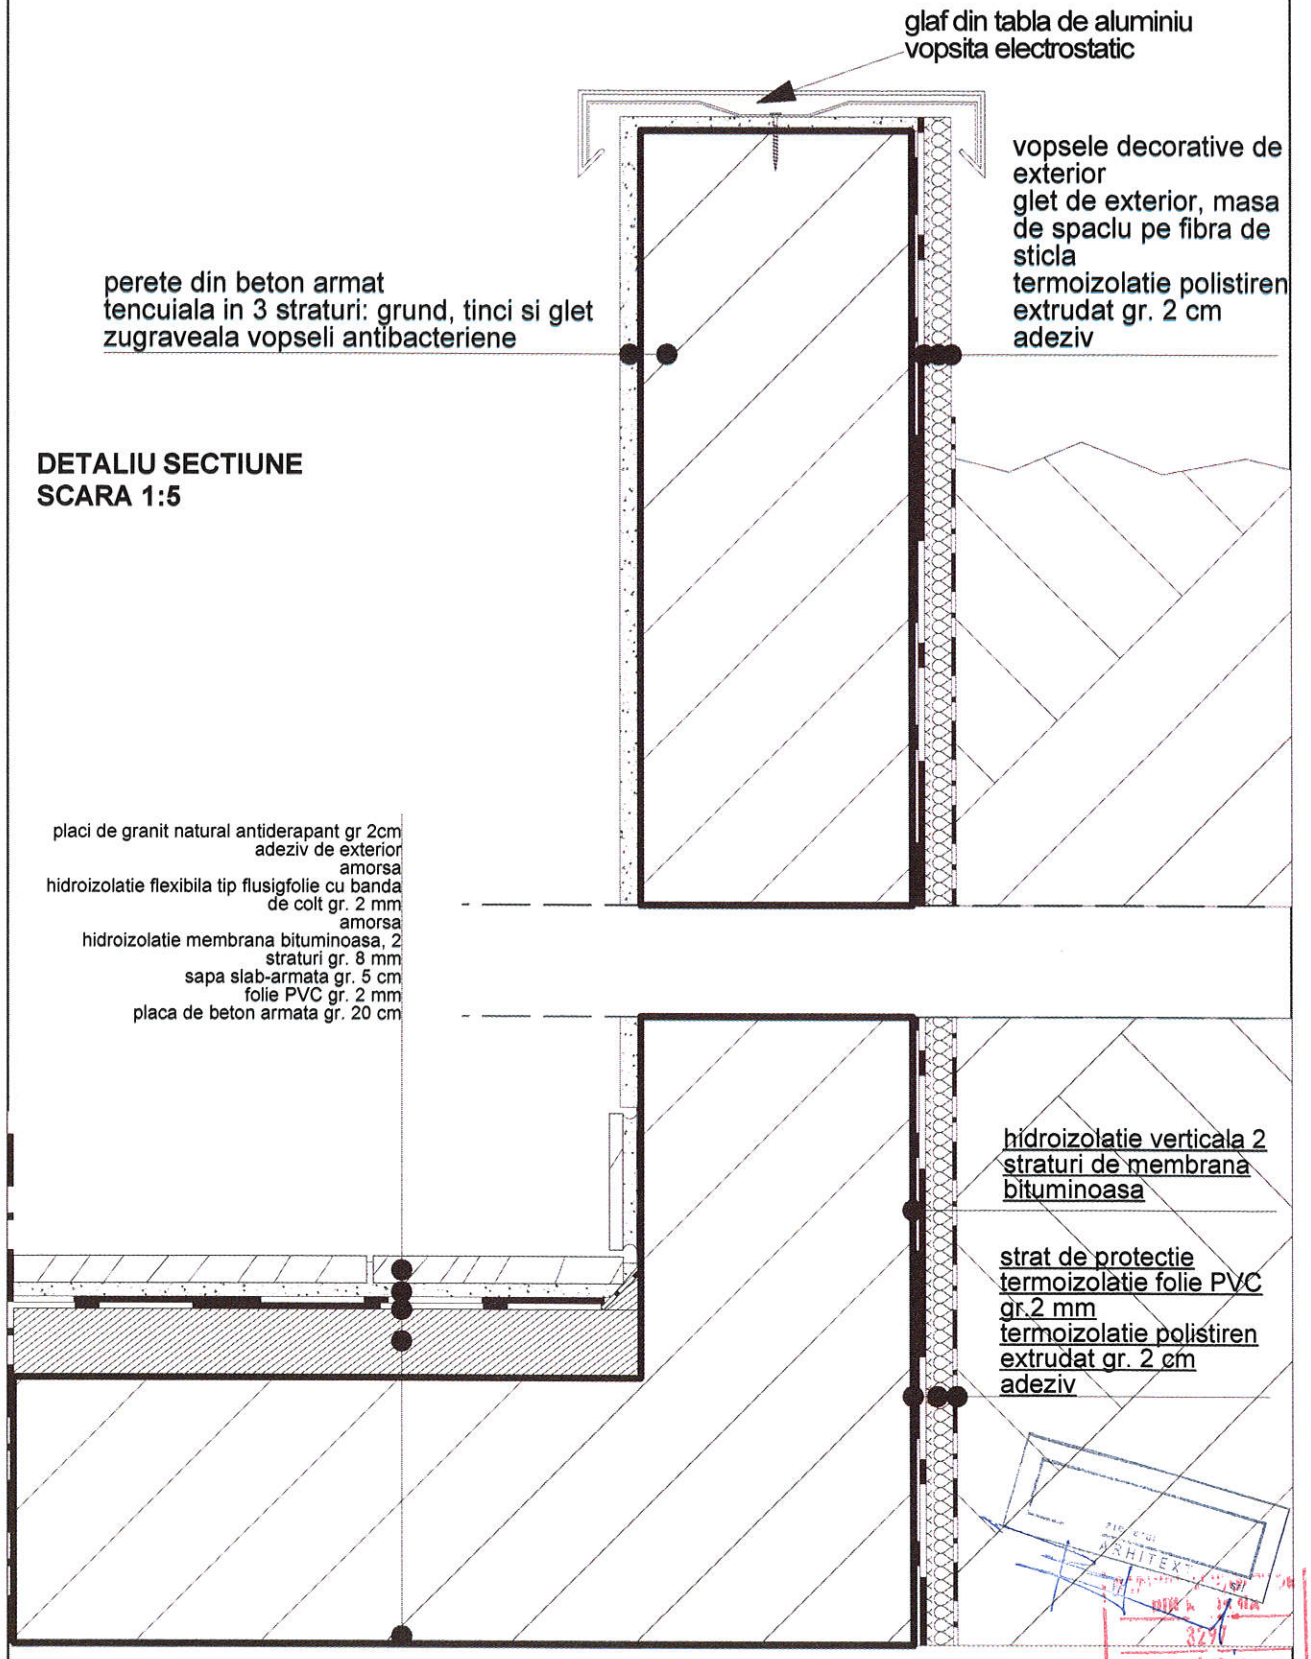 glaf din tabla de aluminiu
vopsita electrostatic
vopsele decorative de
exterior
glet de exterior, masa
de spaclu pe fibra de
sticla
termoizolatie polistiren
extrudat gr. 2 cm
adeziv
perete din beton armat
tencuiala in 3 straturi: grund, tinci si glet
zugraveala vopseli antibacteriene
DETALIU SECTIUNE
SCARA 1:5
placi de granit natural antiderapant gr 2cm
adeziv de exterior
amorsa
hidroizolatie flexibila tip flusigfolie cu banda
de colt gr. 2 mm
amorsa
hidroizolatie membrana bituminoasa, 2
straturi gr. 8 mm
sapa slab-armata gr. 5 cm
folie PVC gr. 2 mm
placa de beton armata gr. 20 cm
hidroizolatie verticala 2
straturi de membrana
bituminoasa
strat de protectie
termoizolatie folie PVC
gr.2 mm
termoizolatie polistiren
extrudat gr. 2 cm
adeziv
ARHITEXT
3297